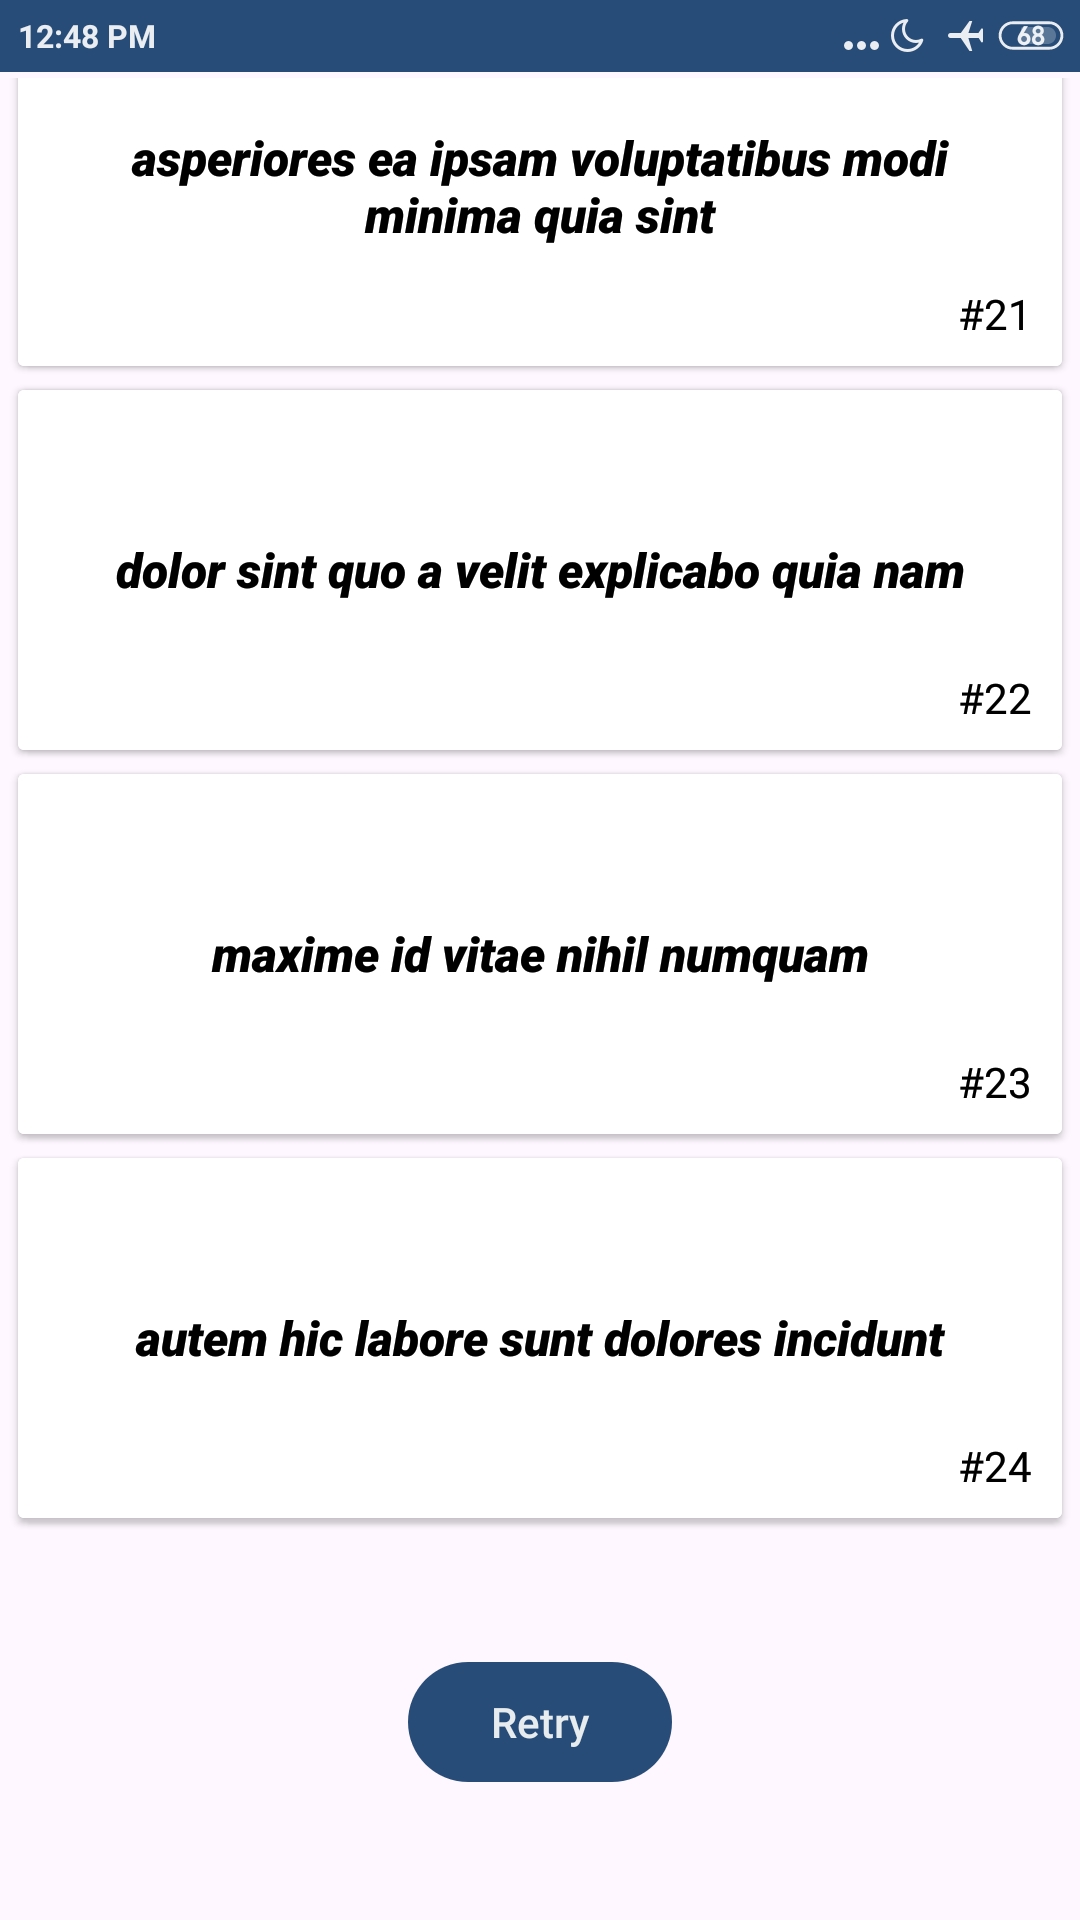 12:48 PM
68
asperiores ea ipsam voluptatibus modi
minima quia sint
#21
dolor sint quo a velit explicabo quia nam
#22
maxime id vitae nihil numquam
#23
autem hic labore sunt dolores incidunt
#24
Retry